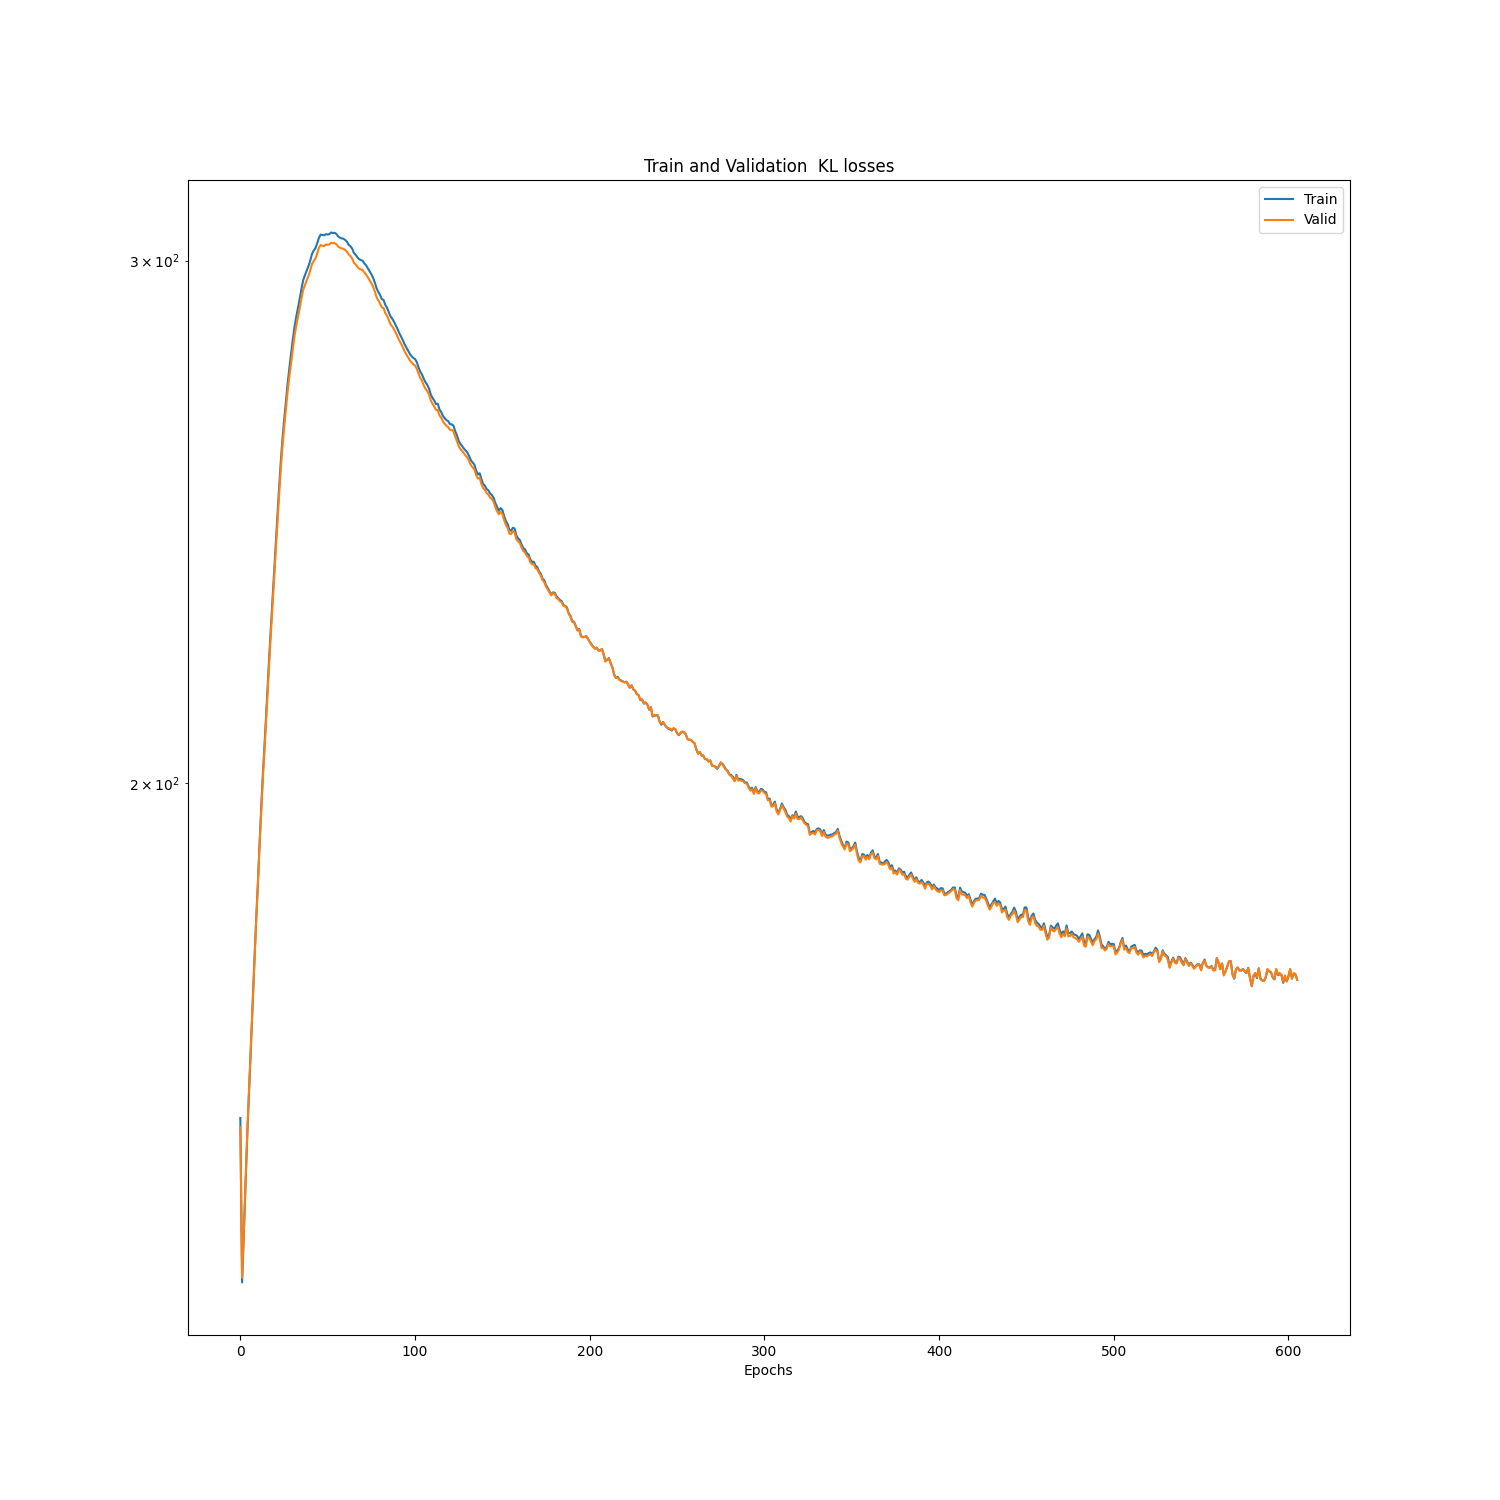 Train and Validation  KL losses
Train
Valid
3 × 10²
2 × 10²
0 100 200 300 400 500 600
Epochs